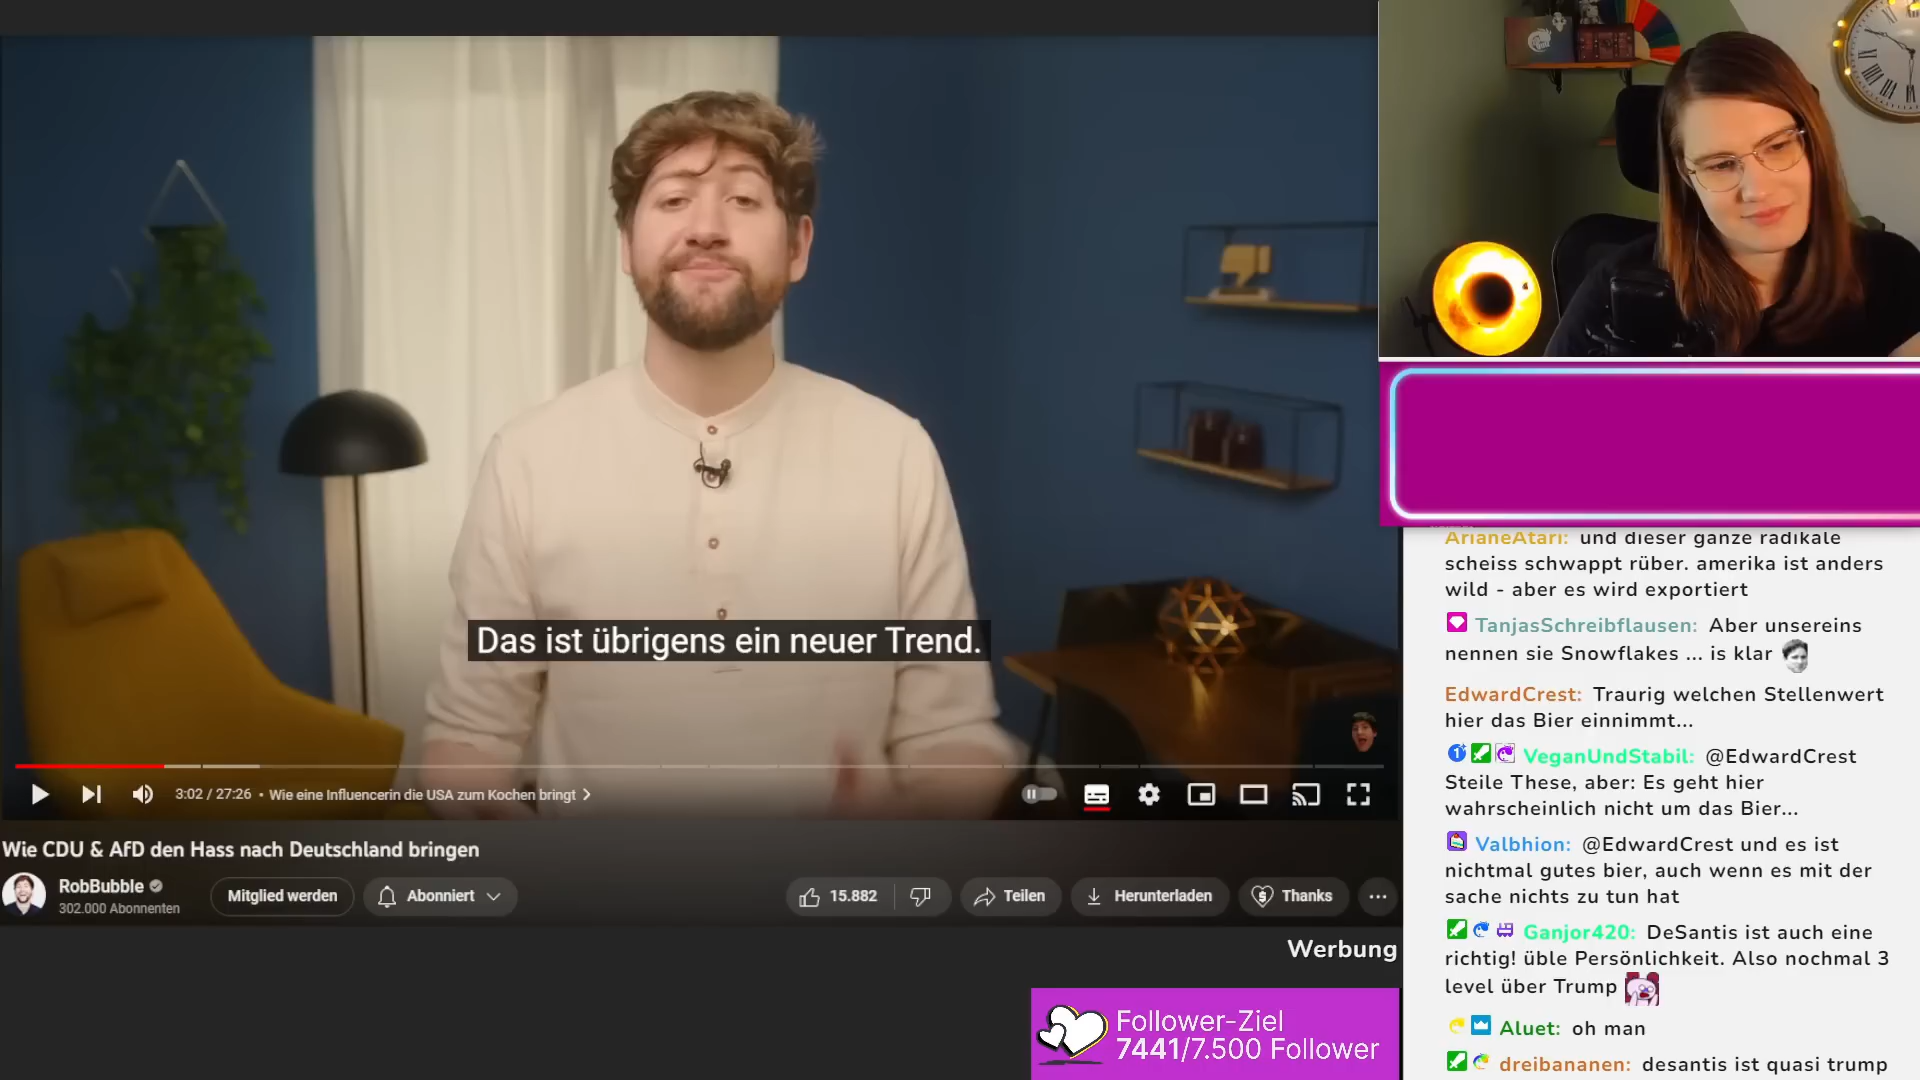 Das ist übrigens ein neuer Trend.
3:02 / 27:26 • Wie eine Influencerin die USA zum Kochen bringt
Wie CDU & AfD den Hass nach Deutschland bringen
RobBubble
302.000 Abonnenten
Mitglied werden
Abonniert
15.882
Teilen
Herunterladen
Thanks
Werbung
Follower-Ziel
7441/7.500 Follower
ArianeAtari: und dieser ganze radikale
scheiss schwappt rüber. amerika ist anders
wild - aber es wird exportiert
TanjasSchreibflausen: Aber unsereins
nennen sie Snowflakes ... is klar
EdwardCrest: Traurig welchen Stellenwert
hier das Bier einnimmt...
VeganUndStabil: @EdwardCrest
Steile These, aber: Es geht hier
wahrscheinlich nicht um das Bier...
Valbhion: @EdwardCrest und es ist
nichtmal gutes bier, auch wenn es mit der
sache nichts zu tun hat
Ganjor420: DeSantis ist auch eine
richtig! üble Persönlichkeit. Also nochmal 3
level über Trump
Aluet: oh man
dreibananen: desantis ist quasi trump